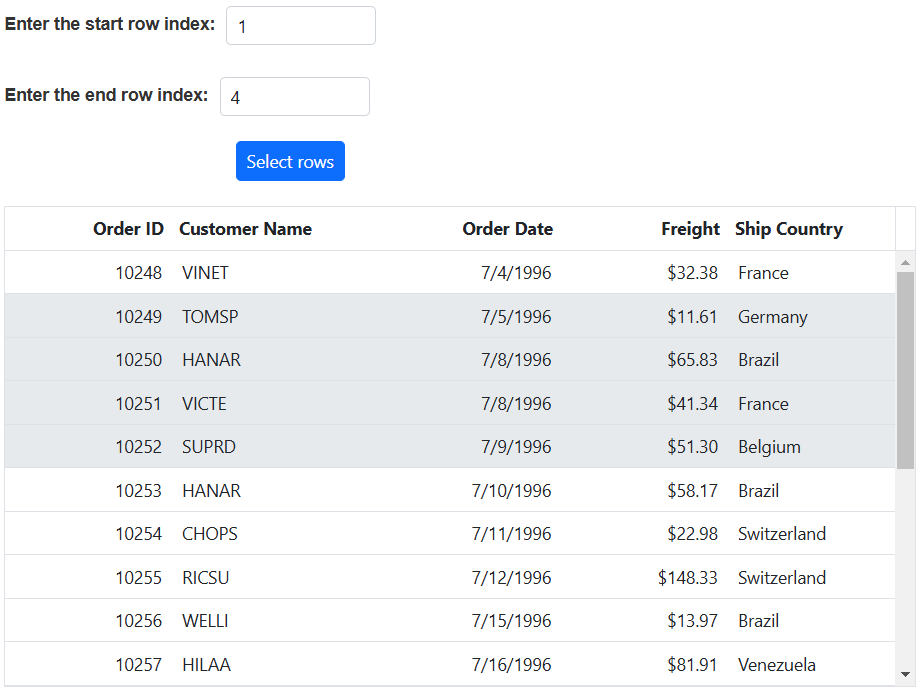 Enter the start row index: 1
Enter the end row index: 4
Select rows
Order ID Customer Name Order Date Freight Ship Country
10248 VINET 7/4/1996 $32.38 France
10249 TOMSP 7/5/1996 $11.61 Germany
10250 HANAR 7/8/1996 $65.83 Brazil
10251 VICTE 7/8/1996 $41.34 France
10252 SUPRD 7/9/1996 $51.30 Belgium
10253 HANAR 7/10/1996 $58.17 Brazil
10254 CHOPS 7/11/1996 $22.98 Switzerland
10255 RICSU 7/12/1996 $148.33 Switzerland
10256 WELLI 7/15/1996 $13.97 Brazil
10257 HILAA 7/16/1996 $81.91 Venezuela